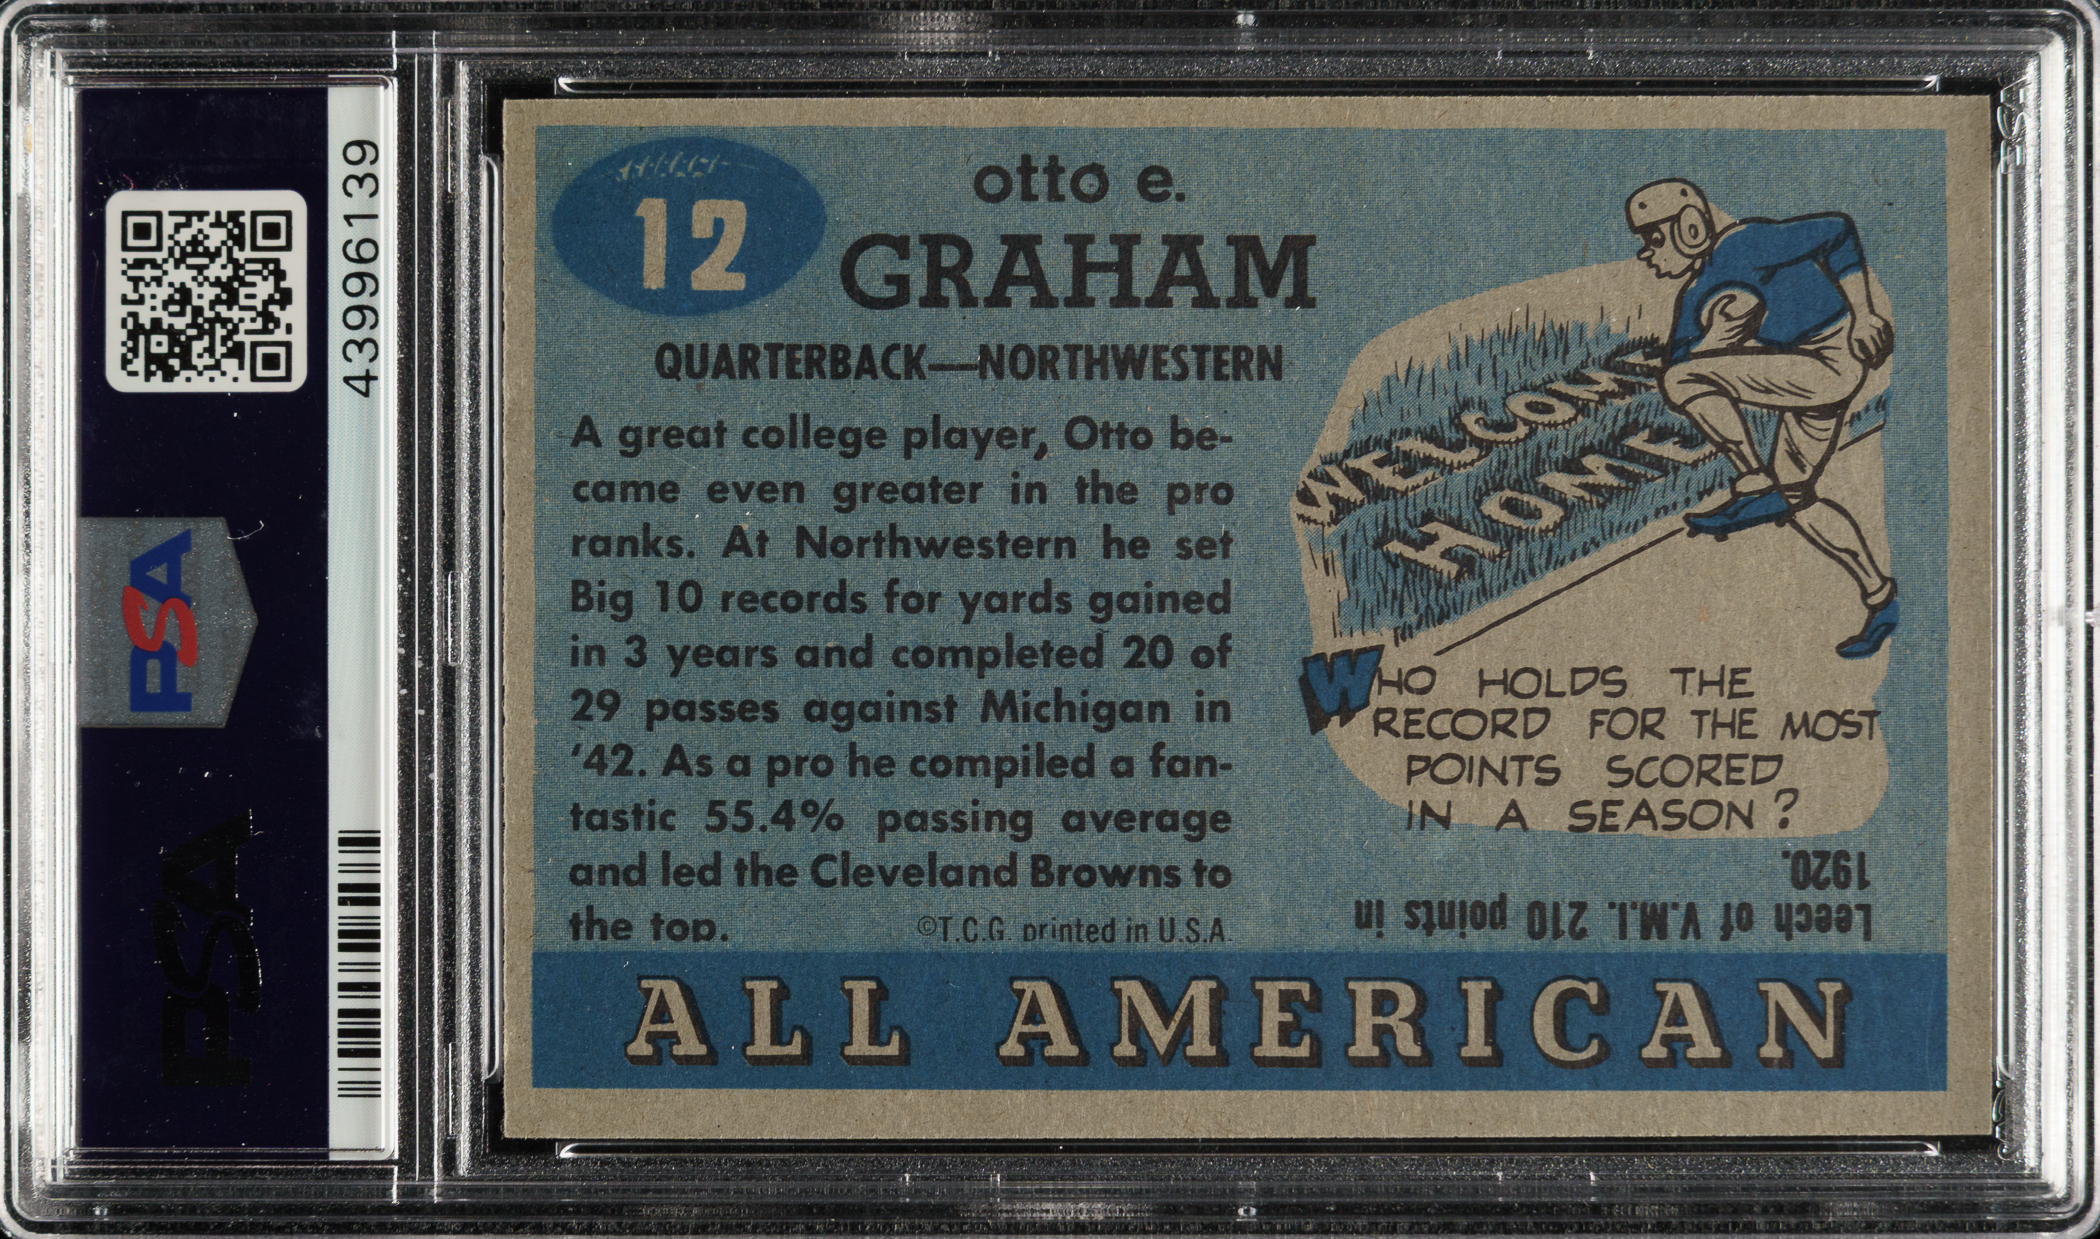 43996139
PSA
PSA
12
otto e.
GRAHAM
QUARTERBACK—NORTHWESTERN
A great college player, Otto be-
came even greater in the pro
ranks. At Northwestern he set
Big 10 records for yards gained
in 3 years and completed 20 of
29 passes against Michigan in
'42. As a pro he compiled a fan-
tastic 55.4% passing average
and led the Cleveland Browns to
the top.
©T.C.G. printed in U.S.A.
WELCOME
HOME
WHO HOLDS THE
RECORD FOR THE MOST
POINTS SCORED
IN A SEASON?
Leech of V.M.I. 210 points in
1920.
ALL AMERICAN